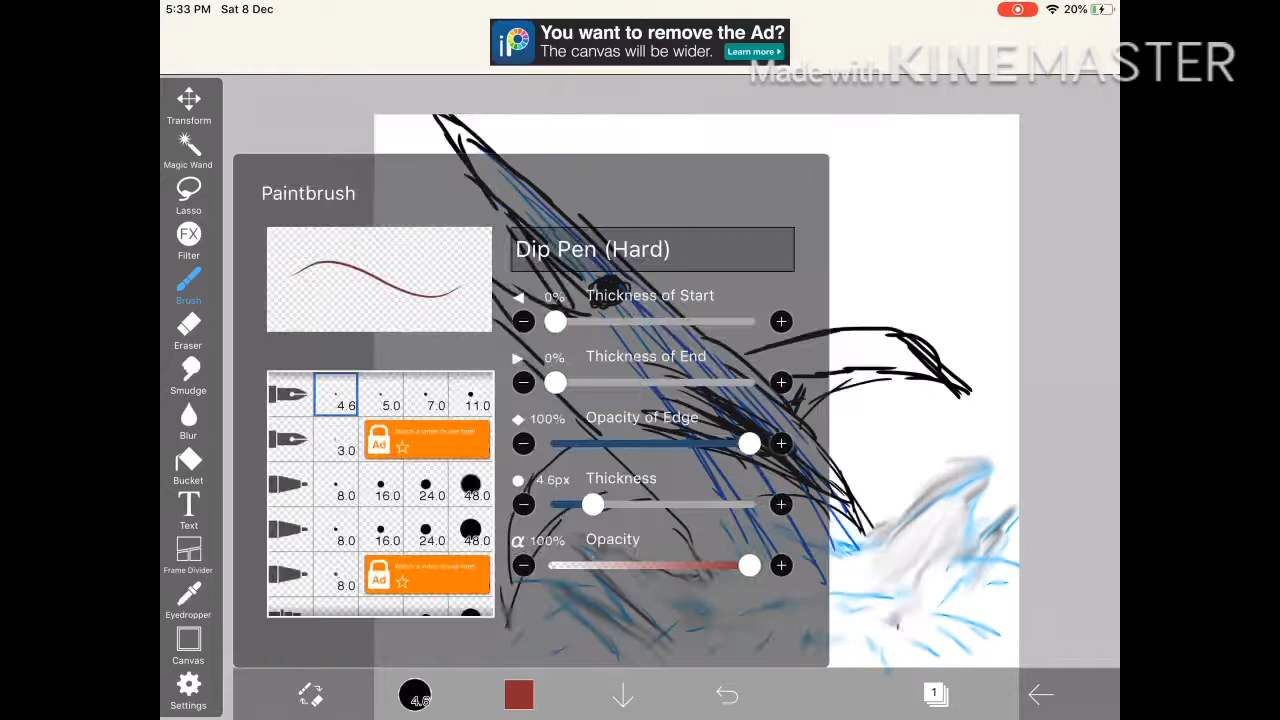 5:33 PM Sat 8 Dec
20%
You want to remove the Ad?
The canvas will be wider.
Learn more
Made with KINEMASTER
Transform
Magic Wand
Lasso
FX
Filter
Brush
Eraser
Smudge
Blur
Bucket
T
Text
Frame Divider
Eyedropper
Canvas
Settings
Paintbrush
Dip Pen (Hard)
0% Thickness of Start
0% Thickness of End
100% Opacity of Edge
4.6px Thickness
α 100% Opacity
4.6 5.0 7.0 11.0
3.0 Ad
8.0 16.0 24.0 48.0
8.0 16.0 24.0 48.0
8.0 Ad
4.6
1